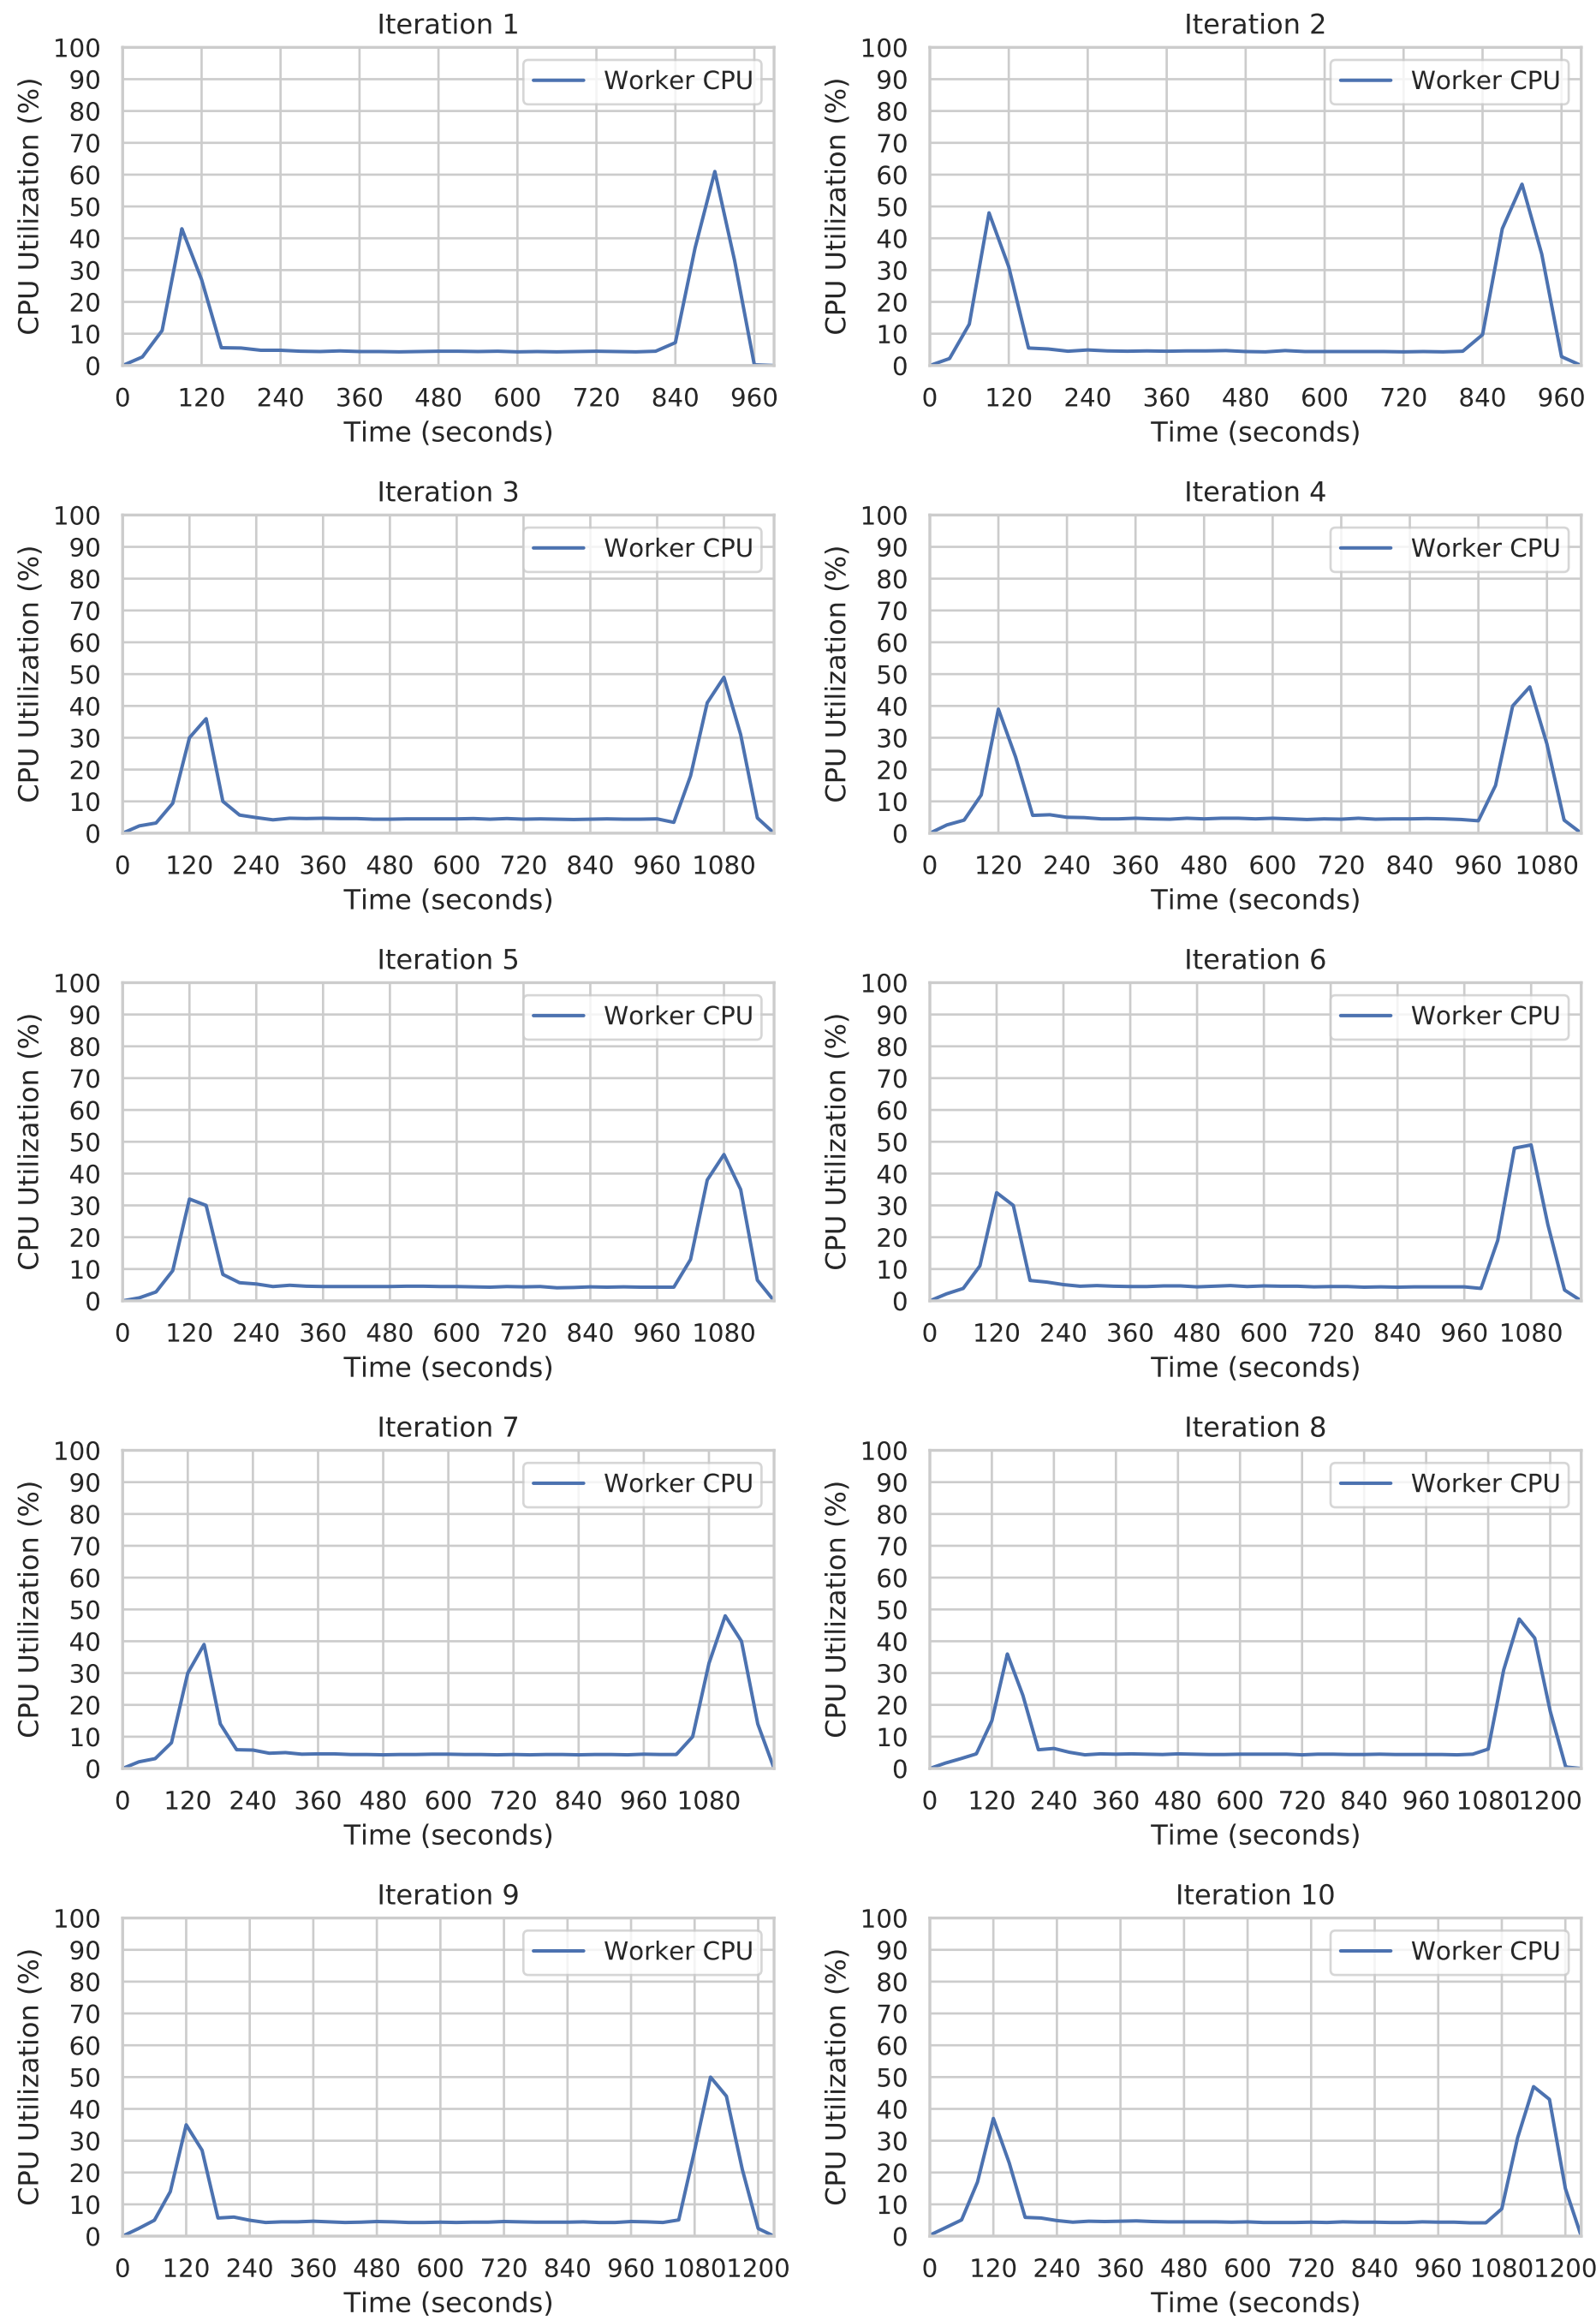 Iteration 1
100
90
80
70
60
50
40
30
20
10
0
CPU Utilization (%)
Worker CPU
0 120 240 360 480 600 720 840 960
Time (seconds)
Iteration 2
100
90
80
70
60
50
40
30
20
10
0
CPU Utilization (%)
Worker CPU
0 120 240 360 480 600 720 840 960
Time (seconds)
Iteration 3
100
90
80
70
60
50
40
30
20
10
0
CPU Utilization (%)
Worker CPU
0 120 240 360 480 600 720 840 960 1080
Time (seconds)
Iteration 4
100
90
80
70
60
50
40
30
20
10
0
CPU Utilization (%)
Worker CPU
0 120 240 360 480 600 720 840 960 1080
Time (seconds)
Iteration 5
100
90
80
70
60
50
40
30
20
10
0
CPU Utilization (%)
Worker CPU
0 120 240 360 480 600 720 840 960 1080
Time (seconds)
Iteration 6
100
90
80
70
60
50
40
30
20
10
0
CPU Utilization (%)
Worker CPU
0 120 240 360 480 600 720 840 960 1080
Time (seconds)
Iteration 7
100
90
80
70
60
50
40
30
20
10
0
CPU Utilization (%)
Worker CPU
0 120 240 360 480 600 720 840 960 1080
Time (seconds)
Iteration 8
100
90
80
70
60
50
40
30
20
10
0
CPU Utilization (%)
Worker CPU
0 120 240 360 480 600 720 840 960 1080 1200
Time (seconds)
Iteration 9
100
90
80
70
60
50
40
30
20
10
0
CPU Utilization (%)
Worker CPU
0 120 240 360 480 600 720 840 960 1080 1200
Time (seconds)
Iteration 10
100
90
80
70
60
50
40
30
20
10
0
CPU Utilization (%)
Worker CPU
0 120 240 360 480 600 720 840 960 1080 1200
Time (seconds)